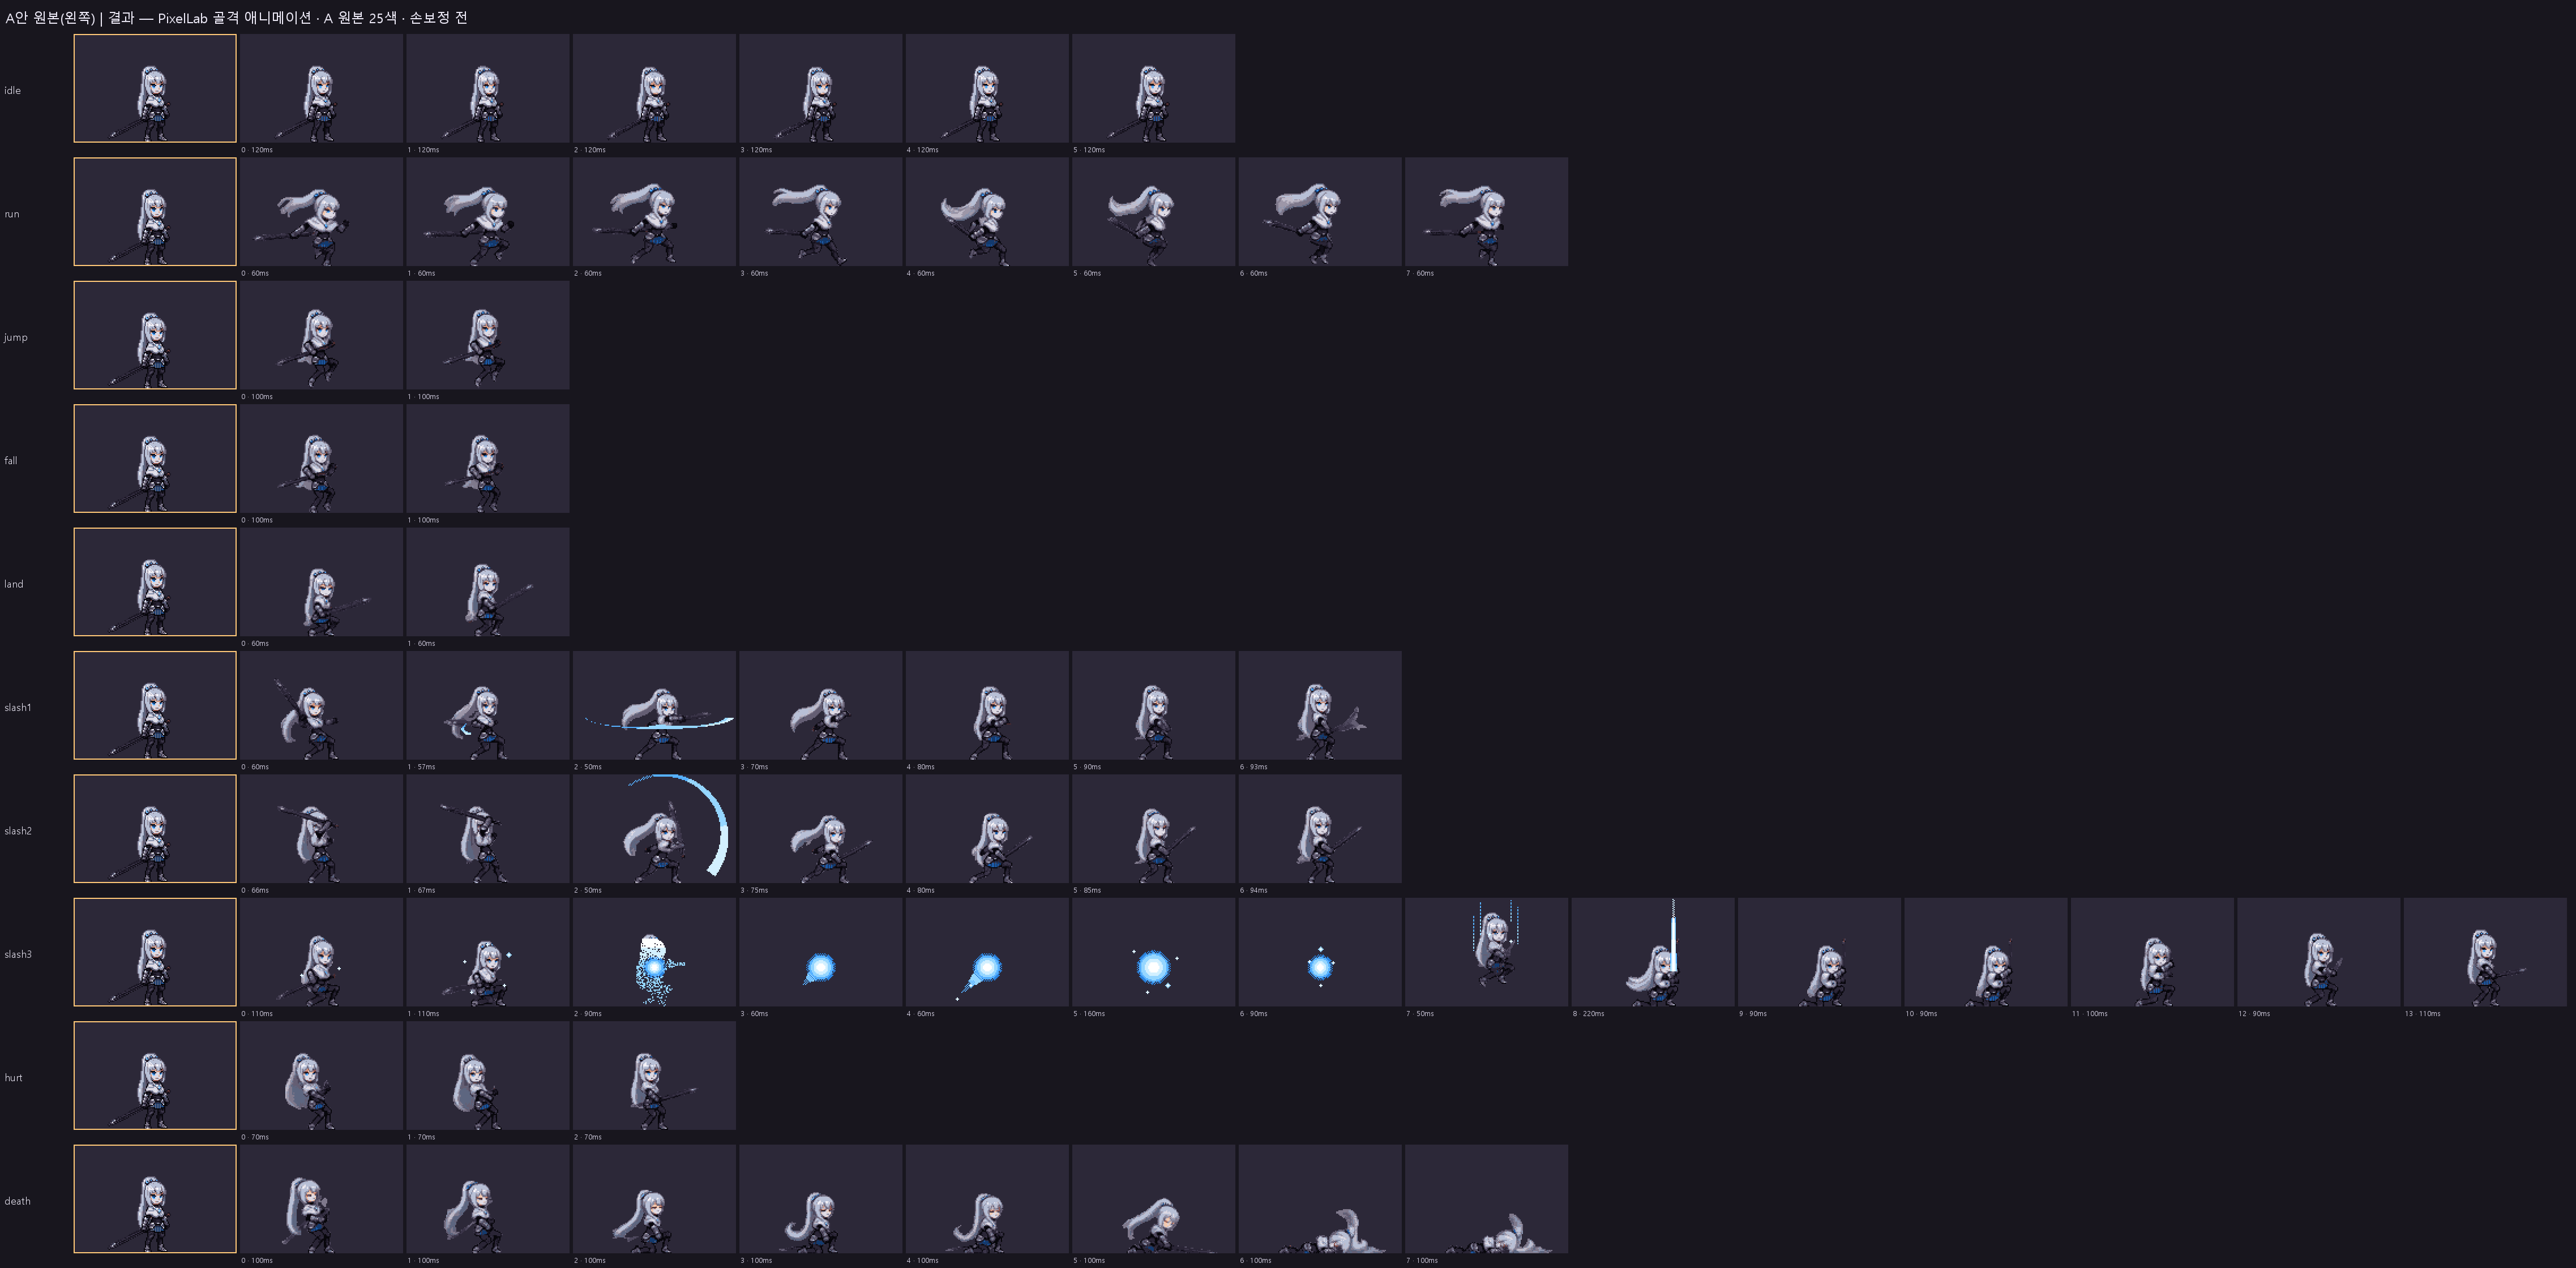 A안 원본(왼쪽) | 결과 — PixelLab 골격 애니메이션 · A 원본 25색 · 손보정 전
idle
0 · 120ms 1 · 120ms 2 · 120ms 3 · 120ms 4 · 120ms 5 · 120ms
run
0 · 60ms 1 · 60ms 2 · 60ms 3 · 60ms 4 · 60ms 5 · 60ms 6 · 60ms 7 · 60ms
jump
0 · 100ms 1 · 100ms
fall
0 · 100ms 1 · 100ms
land
0 · 60ms 1 · 60ms
slash1
0 · 60ms 1 · 57ms 2 · 50ms 3 · 70ms 4 · 80ms 5 · 90ms 6 · 93ms
slash2
0 · 66ms 1 · 67ms 2 · 50ms 3 · 75ms 4 · 80ms 5 · 85ms 6 · 94ms
slash3
0 · 110ms 1 · 110ms 2 · 90ms 3 · 60ms 4 · 60ms 5 · 160ms 6 · 90ms 7 · 50ms 8 · 220ms 9 · 90ms 10 · 90ms 11 · 100ms 12 · 90ms 13 · 110ms
hurt
0 · 70ms 1 · 70ms 2 · 70ms
death
0 · 100ms 1 · 100ms 2 · 100ms 3 · 100ms 4 · 100ms 5 · 100ms 6 · 100ms 7 · 100ms